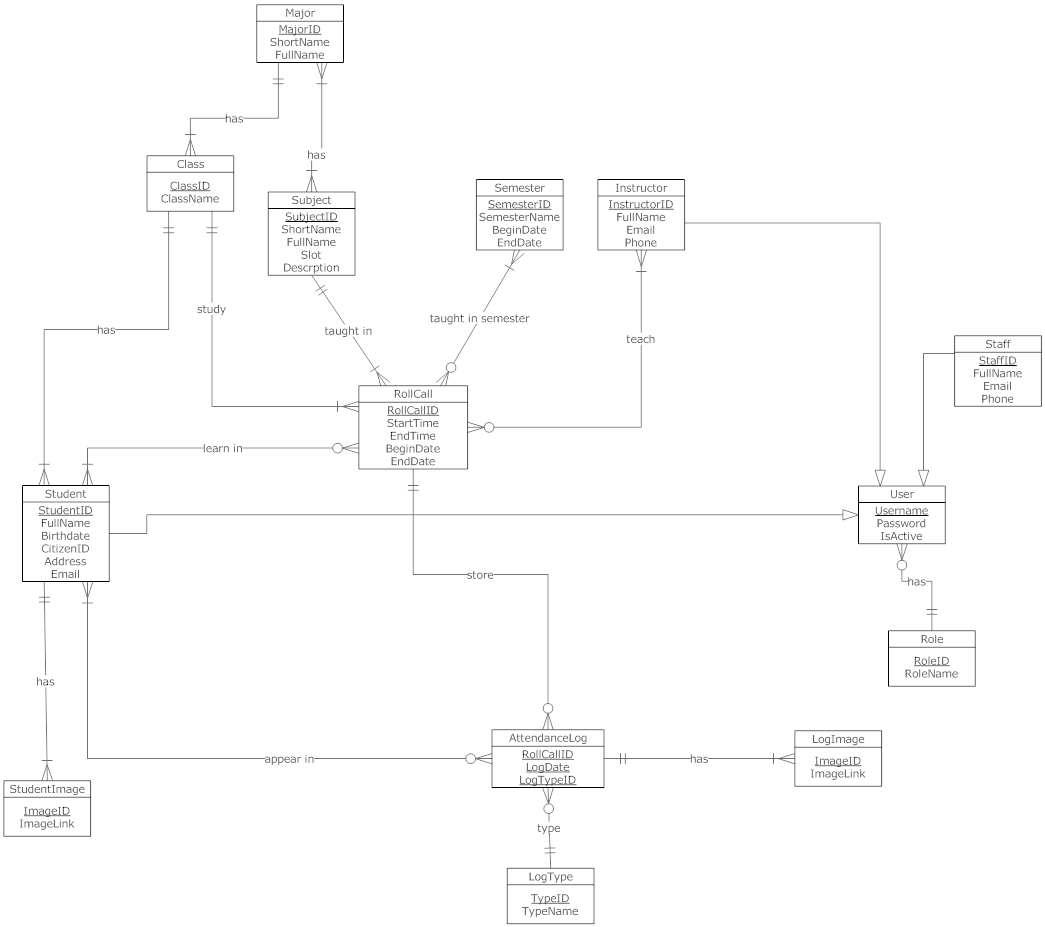 Major
MajorID
ShortName
FullName
has
Class
ClassID
ClassName
has
Subject
SubjectID
ShortName
FullName
Slot
Descrption
Semester
SemesterID
SemesterName
BeginDate
EndDate
Instructor
InstructorID
FullName
Email
Phone
study
has
taught in
taught in semester
teach
Staff
StaffID
FullName
Email
Phone
RollCall
RollCallID
StartTime
EndTime
BeginDate
EndDate
learn in
Student
StudentID
FullName
Birthdate
CitizenID
Address
Email
User
Username
Password
IsActive
store
has
Role
RoleID
RoleName
has
appear in
AttendanceLog
RollCallID
LogDate
LogTypeID
has
LogImage
ImageID
ImageLink
StudentImage
ImageID
ImageLink
type
LogType
TypeID
TypeName